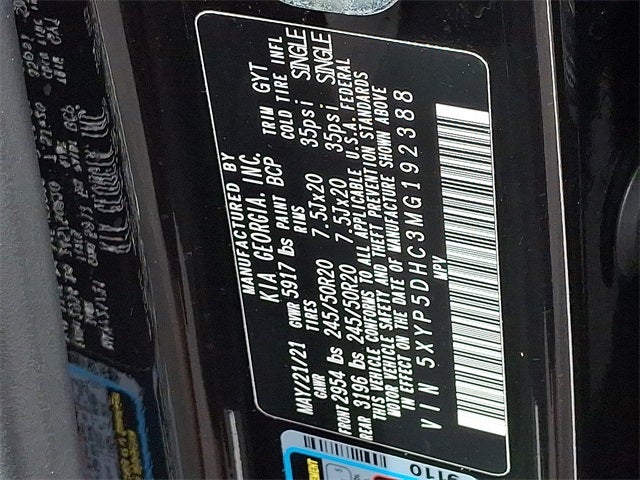 MANUFACTURED BY
KIA GEORGIA, INC.
MAY/21/21 GVWR 5917 lbs PAINT BCP TRIM GYT
GAWR TIRES RIMS COLD TIRE INFL
FRONT 2954 lbs 245/50R20 7.5Jx20 35psi SINGLE
REAR 3196 lbs 245/50R20 7.5Jx20 35psi SINGLE
THIS VEHICLE CONFORMS TO ALL APPLICABLE U.S.A. FEDERAL
MOTOR VEHICLE SAFETY AND THEFT PREVENTION STANDARDS
IN EFFECT ON THE DATE OF MANUFACTURE SHOWN ABOVE
VIN 5XYP5DHC3MG192388
MPV
9110